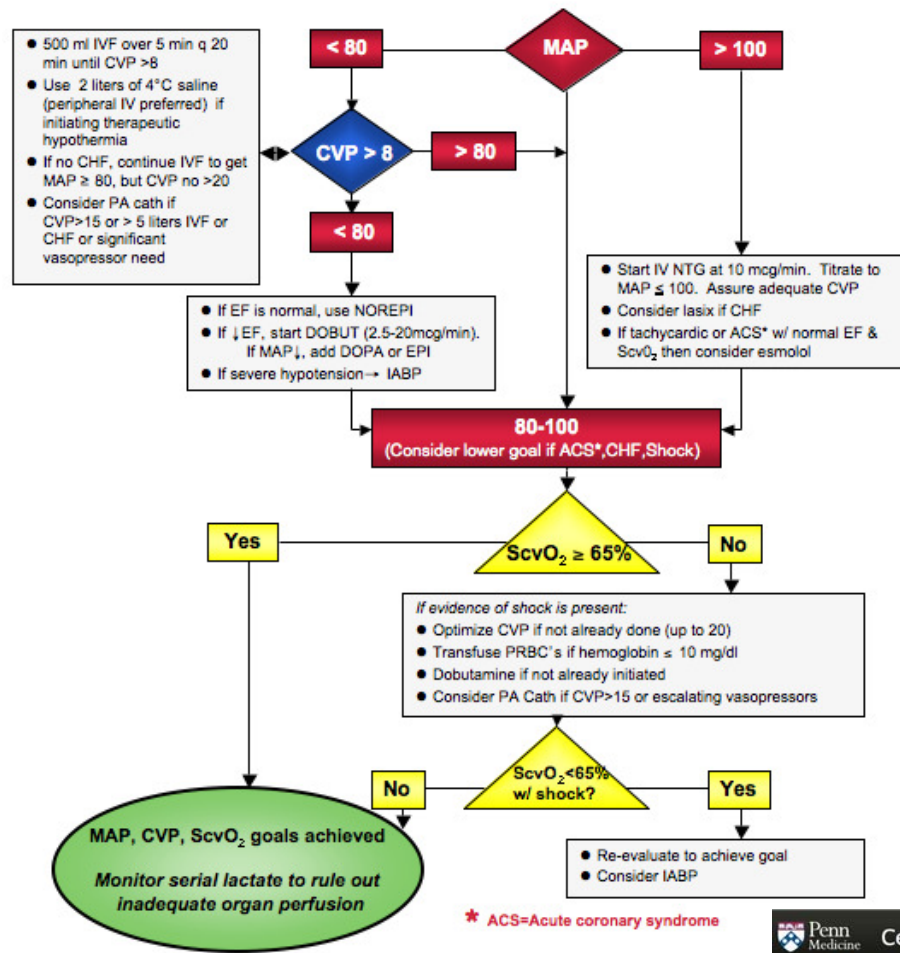 MAP
< 80
> 100
● 500 ml IVF over 5 min q 20
min until CVP >8
● Use 2 liters of 4°C saline
(peripheral IV preferred) if
initiating therapeutic
hypothermia
● If no CHF, continue IVF to get
MAP ≥ 80, but CVP no >20
● Consider PA cath if
CVP>15 or > 5 liters IVF or
CHF or significant
vasopressor need
CVP > 8
> 80
< 80
● If EF is normal, use NOREPI
● If ↓EF, start DOBUT (2.5-20mcg/min).
If MAP↓, add DOPA or EPI
● If severe hypotension→ IABP
● Start IV NTG at 10 mcg/min. Titrate to
MAP ≤ 100. Assure adequate CVP
● Consider lasix if CHF
● If tachycardic or ACS* w/ normal EF &
Scv0₂ then consider esmolol
80-100
(Consider lower goal if ACS*,CHF,Shock)
Yes
ScvO₂ ≥ 65%
No
If evidence of shock is present:
● Optimize CVP if not already done (up to 20)
● Transfuse PRBC's if hemoglobin ≤ 10 mg/dl
● Dobutamine if not already initiated
● Consider PA Cath if CVP>15 or escalating vasopressors
No
ScvO₂<65%
w/ shock?
Yes
MAP, CVP, ScvO₂ goals achieved
Monitor serial lactate to rule out
inadequate organ perfusion
● Re-evaluate to achieve goal
● Consider IABP
* ACS=Acute coronary syndrome
Penn
Medicine
Ce